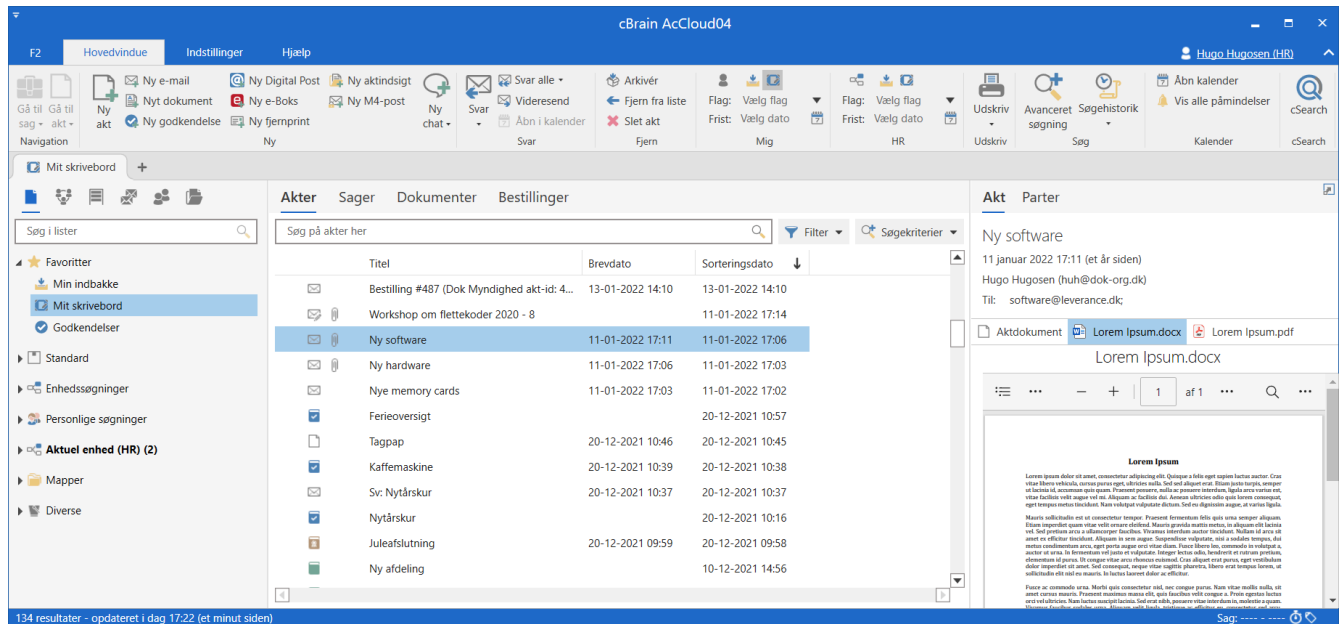 cBrain AcCloud04
F2 Hovedvindue Indstillinger Hjælp Hugo Hugosen (HR)
Ny e-mail Ny Digital Post Ny aktindsigt Svar alle Arkivér Åbn kalender
Nyt dokument Ny e-Boks Ny M4-post Videresend Fjern fra liste Flag: Vælg flag Flag: Vælg flag Vis alle påmindelser
Ny godkendelse Ny fjernprint Åbn i kalender Slet akt Frist: Vælg dato Frist: Vælg dato
Gå til sag Gå til akt Ny akt Ny chat Svar Udskriv Avanceret søgning Søgehistorik cSearch
Navigation Ny Svar Fjern Mig HR Udskriv Søg Kalender cSearch
Mit skrivebord +
Akter Sager Dokumenter Bestillinger
Søg i lister
Favoritter
Min indbakke
Mit skrivebord
Godkendelser
Standard
Enhedssøgninger
Personlige søgninger
Aktuel enhed (HR) (2)
Mapper
Diverse
Søg på akter her Filter Søgekriterier
Titel Brevdato Sorteringsdato
Bestilling #487 (Dok Myndighed akt-id: 4... 13-01-2022 14:10 13-01-2022 14:10
Workshop om flettekoder 2020 - 8 11-01-2022 17:14
Ny software 11-01-2022 17:11 11-01-2022 17:06
Ny hardware 11-01-2022 17:06 11-01-2022 17:03
Nye memory cards 11-01-2022 17:03 11-01-2022 17:02
Ferieoversigt 20-12-2021 10:57
Tagpap 20-12-2021 10:46 20-12-2021 10:45
Kaffemaskine 20-12-2021 10:39 20-12-2021 10:38
Sv: Nytårskur 20-12-2021 10:37 20-12-2021 10:37
Nytårskur 20-12-2021 10:16
Juleafslutning 20-12-2021 09:59 20-12-2021 09:58
Ny afdeling 10-12-2021 14:56
Akt Parter
Ny software
11 januar 2022 17:11 (et år siden)
Hugo Hugosen (huh@dok-org.dk)
Til: software@leverance.dk;
Aktdokument Lorem Ipsum.docx Lorem Ipsum.pdf
Lorem Ipsum.docx
1 af 1
Lorem Ipsum
134 resultater - opdateret i dag 17:22 (et minut siden) Sag: ---- - ----